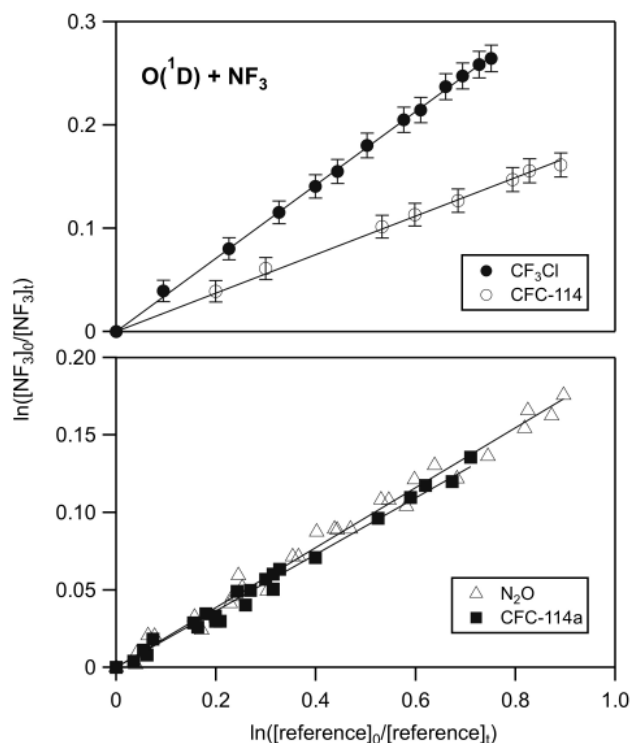 O(¹D) + NF₃
0.3
0.2
0.1
0
CF₃Cl
CFC-114
ln([NF₃]₀/[NF₃]ₜ)
0.20
0.15
0.10
0.05
0
N₂O
CFC-114a
0 0.2 0.4 0.6 0.8 1.0
ln([reference]₀/[reference]ₜ)